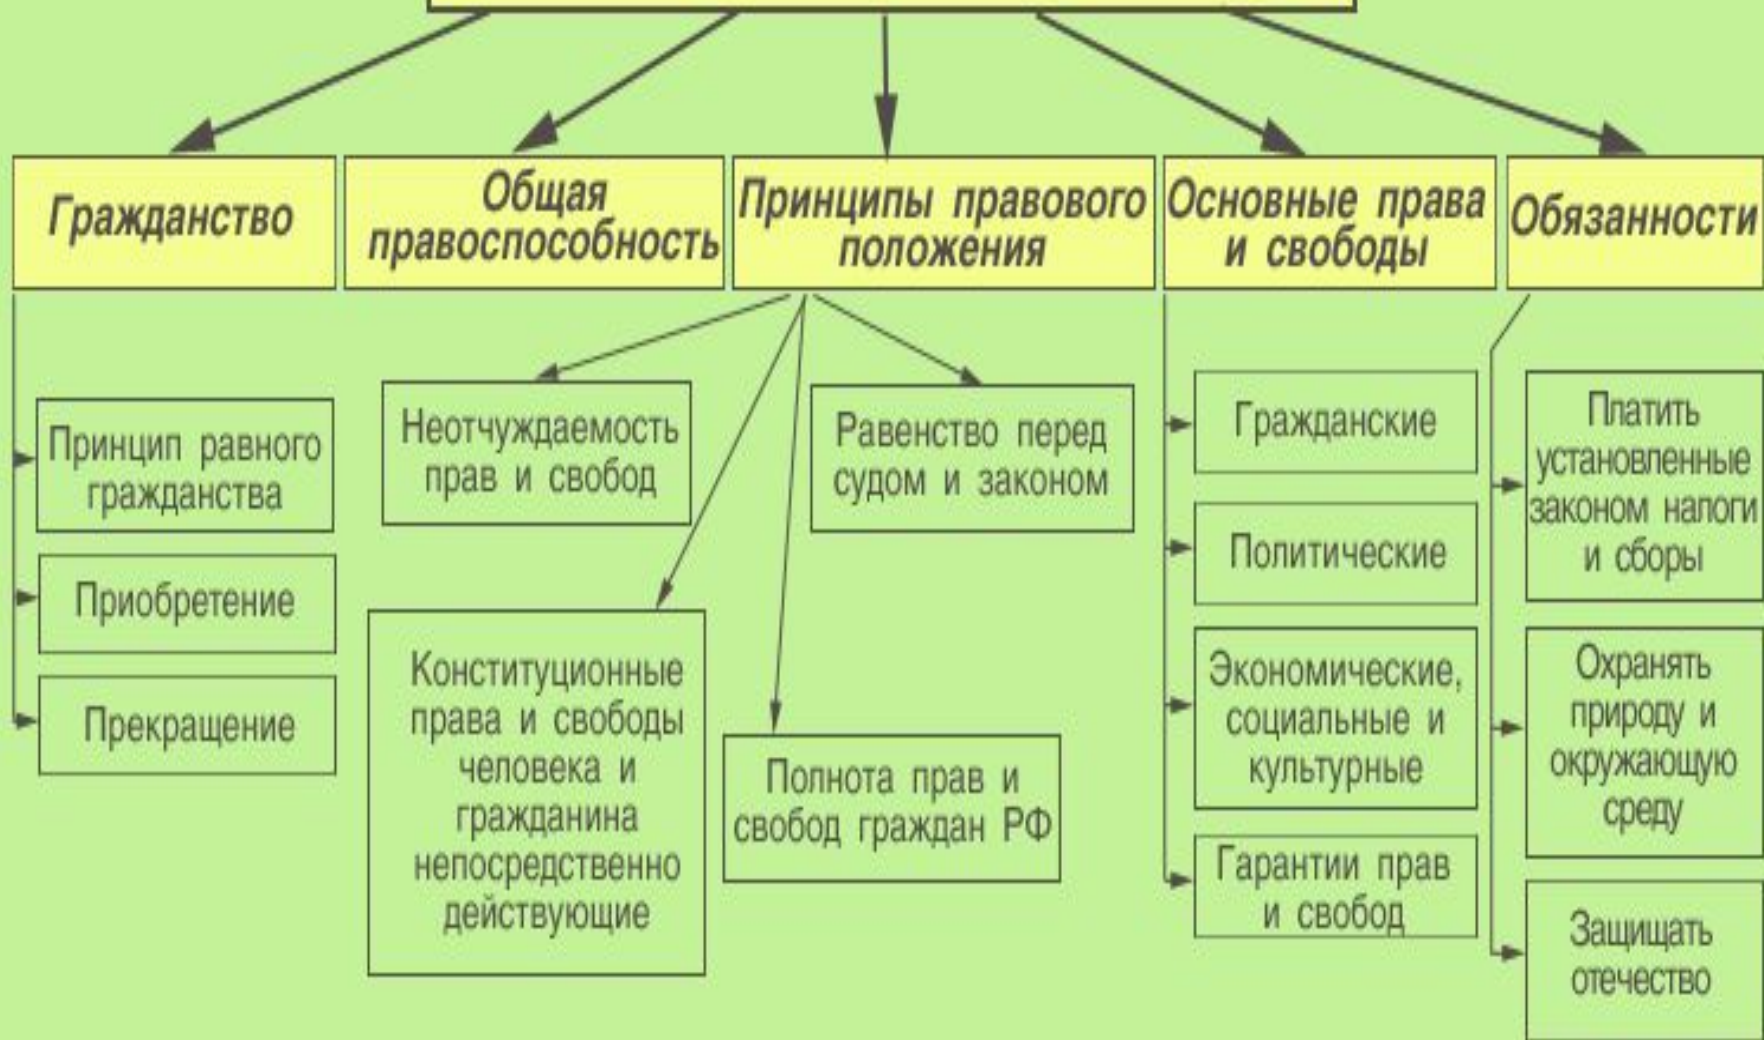 Гражданство
Общая
правоспособность
Принципы правового
положения
Основные права
и свободы
Обязанности
Принцип равного
гражданства
Приобретение
Прекращение
Неотчуждаемость
прав и свобод
Равенство перед
судом и законом
Конституционные
права и свободы
человека и
гражданина
непосредственно
действующие
Полнота прав и
свобод граждан РФ
Гражданские
Политические
Экономические,
социальные и
культурные
Гарантии прав
и свобод
Платить
установленные
законом налоги
и сборы
Охранять
природу и
окружающую
среду
Защищать
отечество